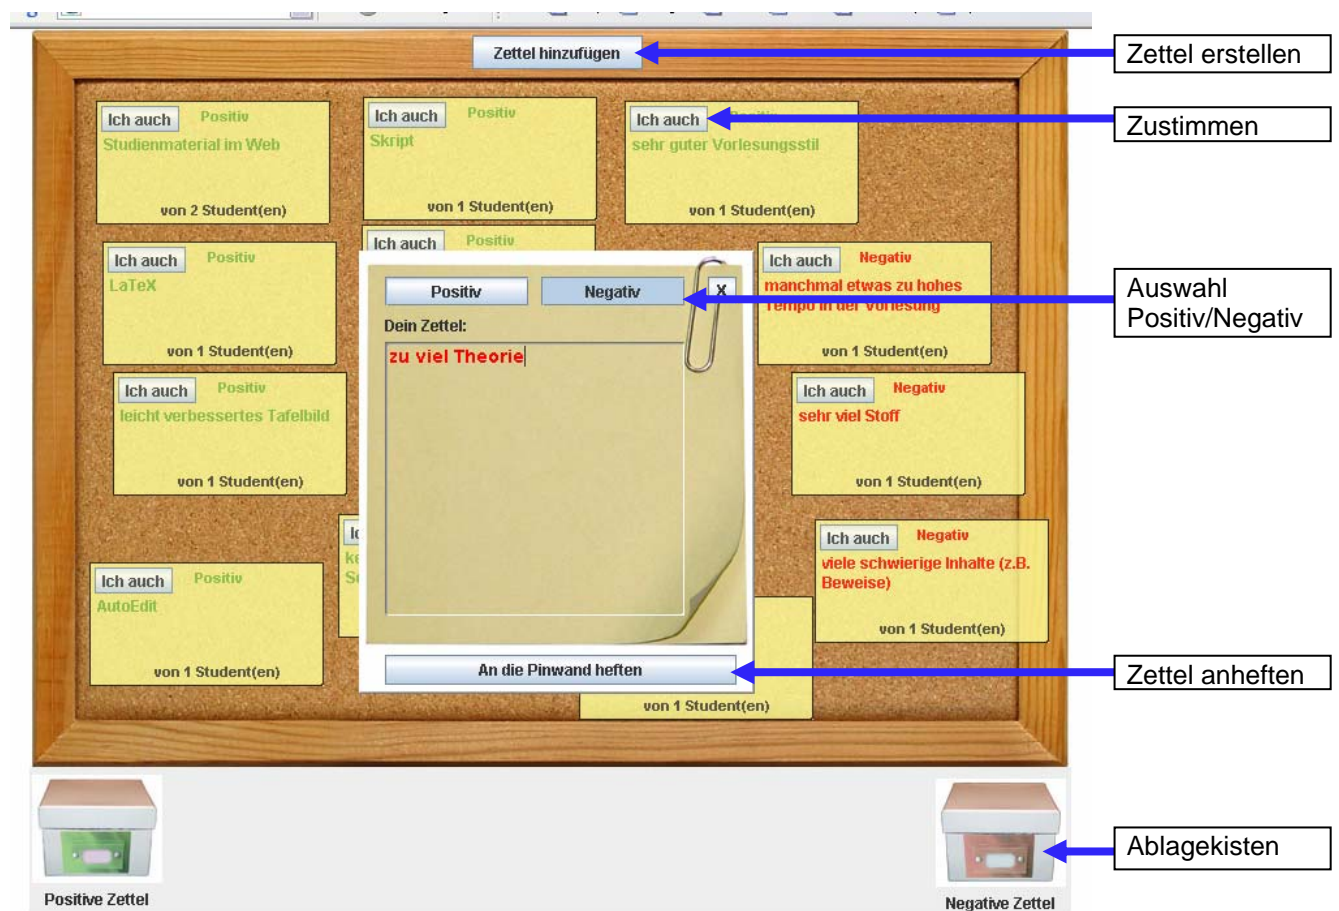 Zettel hinzufügen
Zettel erstellen
Ich auch Positiv
Studienmaterial im Web
von 2 Student(en)
Ich auch Positiv
Skript
von 1 Student(en)
Ich auch Positiv
sehr guter Vorlesungsstil
von 1 Student(en)
Zustimmen
Ich auch Positiv
LaTeX
von 1 Student(en)
Ich auch Positiv
Ich auch Negativ
manchmal etwas zu hohes
Tempo in der Vorlesung
von 1 Student(en)
Positiv Negativ X
Dein Zettel:
zu viel Theorie
An die Pinwand heften
Auswahl
Positiv/Negativ
Ich auch Positiv
leicht verbessertes Tafelbild
von 1 Student(en)
Ich auch Negativ
sehr viel Stoff
von 1 Student(en)
Ich auch Positiv
AutoEdit
von 1 Student(en)
Ich auch Negativ
viele schwierige Inhalte (z.B.
Beweise)
von 1 Student(en)
von 1 Student(en)
Zettel anheften
Ablagekisten
Positive Zettel
Negative Zettel